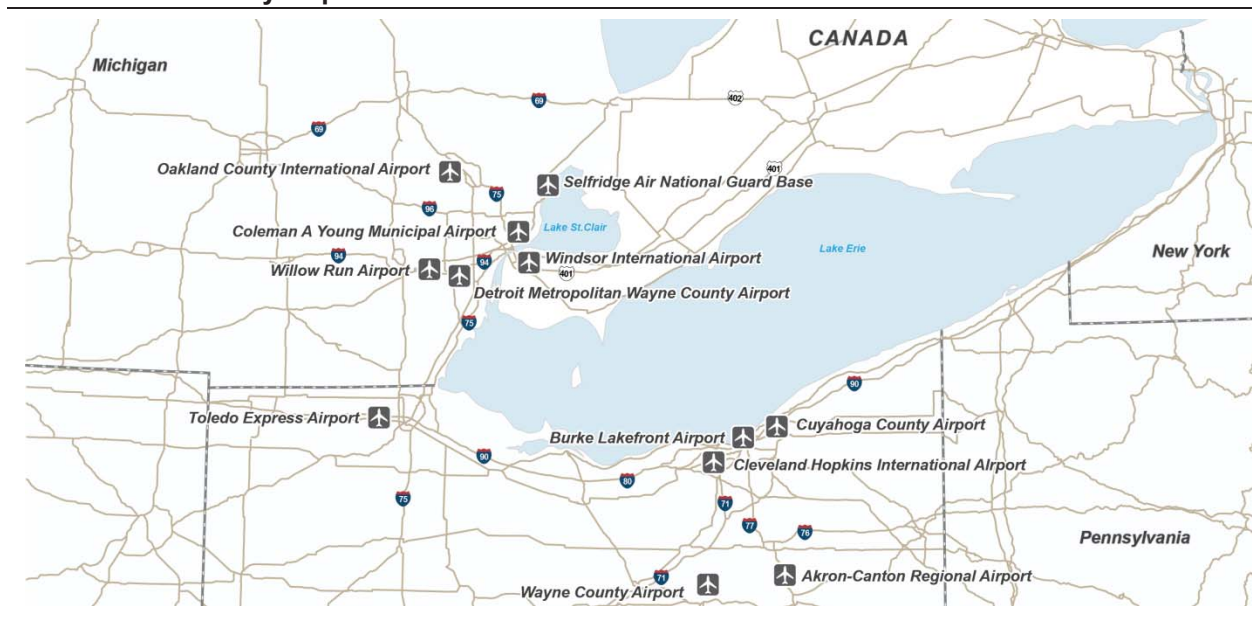 CANADA
Michigan
69
402
69
Oakland County International Airport
401
75
Selfridge Air National Guard Base
96
Coleman A Young Municipal Airport
Lake St.Clair
Lake Erie
New York
94
94
Windsor International Airport
Willow Run Airport
401
Detroit Metropolitan Wayne County Airport
75
90
Toledo Express Airport
Cuyahoga County Airport
Burke Lakefront Airport
90
Cleveland Hopkins International AIrport
80
75
71
77
76
Pennsylvania
71
Akron-Canton Regional Airport
Wayne County Airport